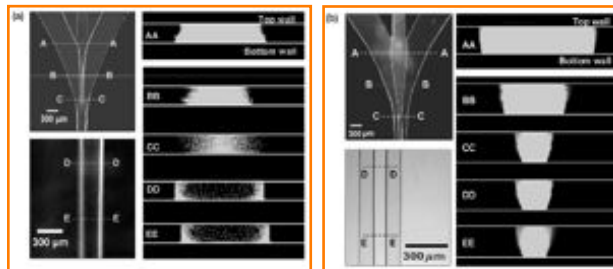 (a)
Top wall
AA
Bottom wall
A A
B B
C C
300 µm
BB
CC
D D
DD
E E
EE
300 µm
(b)
Top wall
AA
Bottom wall
A A
B B
C C
300 µm
BB
CC
D D
DD
E E
EE
300 µm